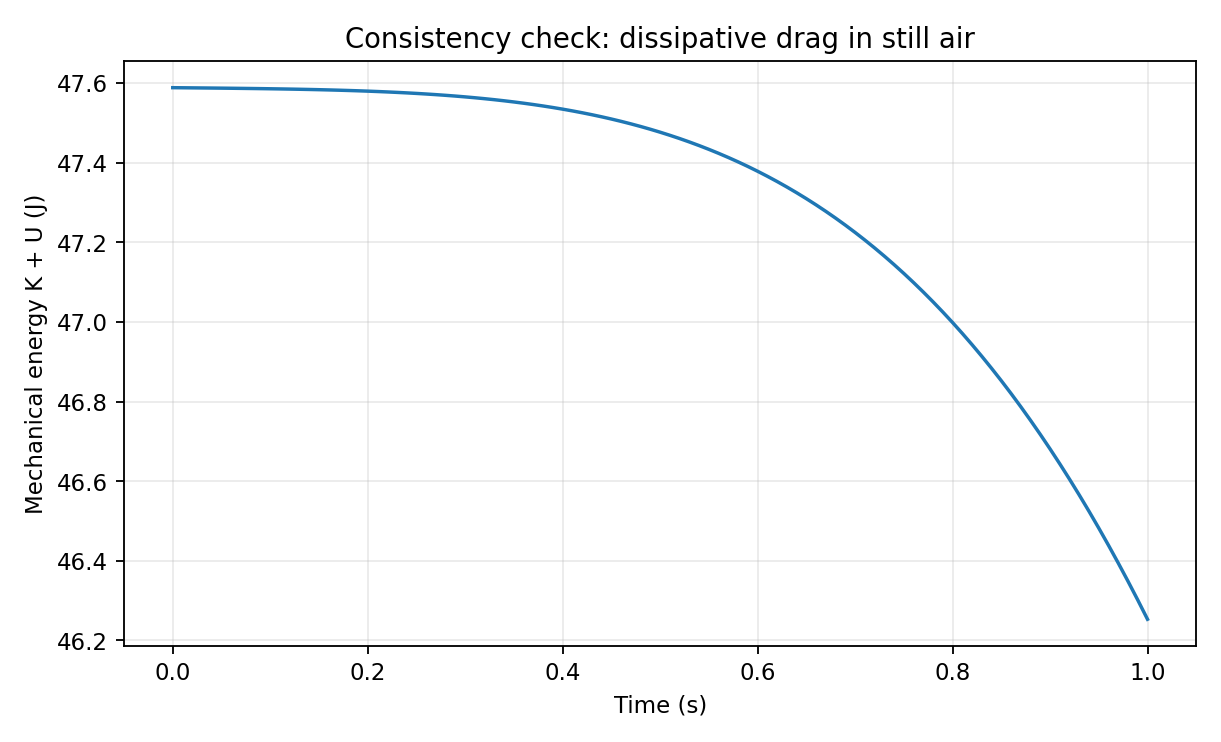 Consistency check: dissipative drag in still air
Mechanical energy K + U (J)
47.6
47.4
47.2
47.0
46.8
46.6
46.4
46.2
0.0 0.2 0.4 0.6 0.8 1.0
Time (s)